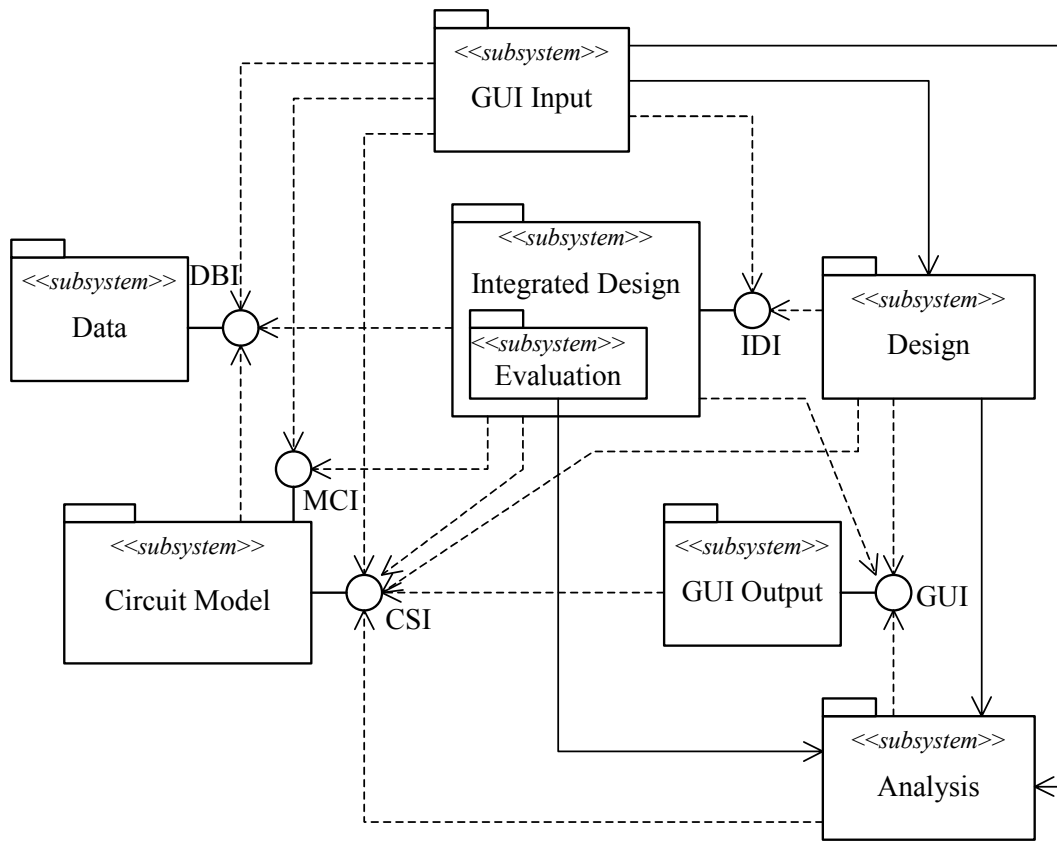 <<subsystem>>
GUI Input
<<subsystem>>
Integrated Design
<<subsystem>>
Evaluation
<<subsystem>>
Data
DBI
IDI
<<subsystem>>
Design
MCI
<<subsystem>>
Circuit Model
CSI
<<subsystem>>
GUI Output
GUI
<<subsystem>>
Analysis